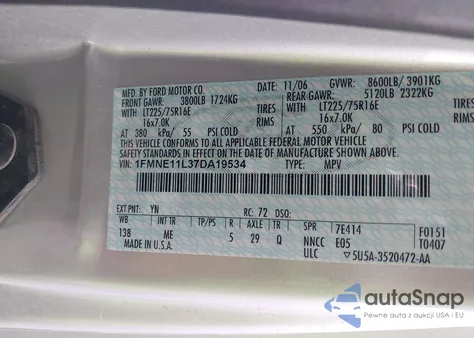 MFD. BY FORD MOTOR CO. 11/06 GVWR: 8600LB/ 3901KG
FRONT GAWR: 3800LB 1724KG REAR GAWR: 5120LB 2322KG
LT225/75R16E TIRES LT225/75R16E TIRES
16x7.0K RIMS 16x7.0K RIMS
AT 380 kPa/ 55 PSI COLD AT 550 kPa/ 80 PSI COLD
THIS VEHICLE CONFORMS TO ALL APPLICABLE FEDERAL MOTOR VEHICLE SAFETY STANDARDS IN EFFECT ON THE DATE OF MANUFACTURE SHOWN ABOVE.
VIN: 1FMNE11L37DA19534 TYPE: MPV
EXT PNT: YN RC: 72 DSO:
WB INT TR TP/PS R AXLE TR SPR 7E414 F0151
138 ME 5 29 Q NNCC E05 T0407
MADE IN U.S.A. ULC ▽5U5A-3520472-AA
autoSnap
Pewne auta z USA i EU